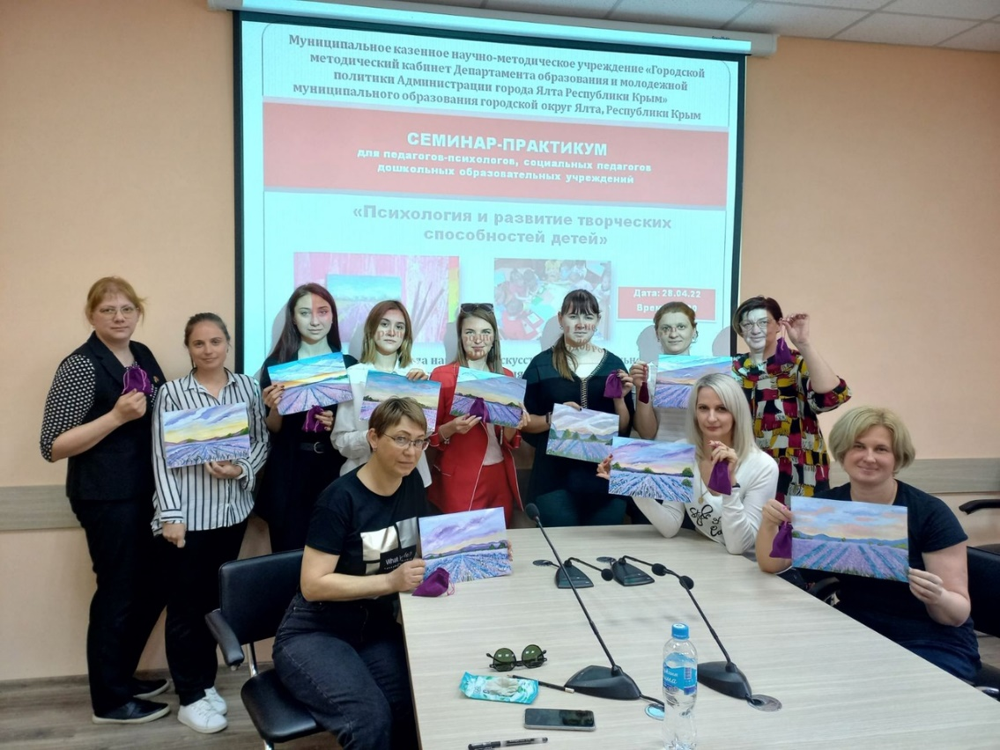 Муниципальное казенное научно-методическое учреждение «Городской
методический кабинет Департамента образования и молодежной
политики Администрации города Ялта Республики Крым»
муниципального образования городской округ Ялта, Республики Крым
СЕМИНАР-ПРАКТИКУМ
для педагогов-психологов, социальных педагогов
дошкольных образовательных учреждений
«Психология и развитие творческих
способностей детей»
Дата: 28.04.22
What